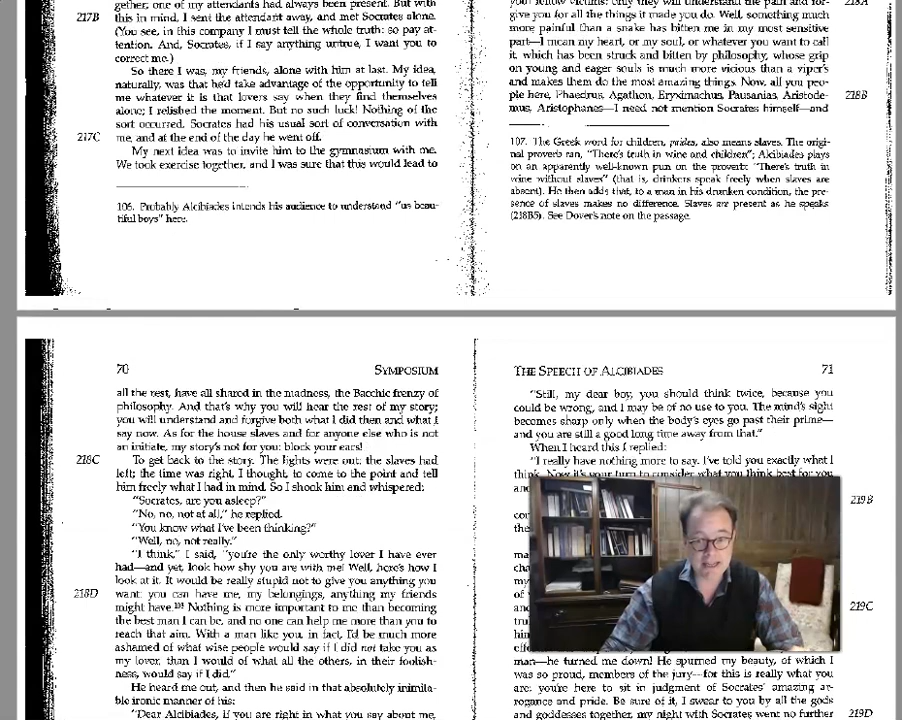 gether, one of my attendants had always been present. But with
217B
this in mind, I sent the attendant away, and met Socrates alone.
(You see, in this company I must tell the whole truth: so pay at-
tention. And, Socrates, if I say anything untrue, I want you to
correct me.)
So there I was, my friends, alone with him at last. My idea,
naturally, was that he'd take advantage of the opportunity to tell
me whatever it is that lovers say when they find themselves
alone; I relished the moment. But no such luck! Nothing of the
sort occurred. Socrates had his usual sort of conversation with
217C
me, and at the end of the day he went off.
My next idea was to invite him to the gymnasium with me.
We took exercise together, and I was sure that this would lead to
106. Probably Alcibiades intends his audience to understand "us beau-
tiful boys" here.
218A
give you for all the things it made you do. Well, something much
more painful than a snake has bitten me in my most sensitive
part—I mean my heart, or my soul, or whatever you want to call
it, which has been struck and bitten by philosophy, whose grip
on young and eager souls is much more vicious than a viper's
and makes them do the most amazing things. Now, all you peo-
ple here, Phaedrus, Agathon, Eryximachus, Pausanias, Aristode-
218B
mus, Aristophanes—I need not mention Socrates himself—and
107. The Greek word for children, paides, also means slaves. The origi-
nal proverb ran, "There's truth in wine and children"; Alcibiades plays
on an apparently well-known pun on the proverb: "There's truth in
wine without slaves" (that is, drinkers speak freely when slaves are
absent). He then adds that, to a man in his drunken condition, the pre-
sence of slaves makes no difference. Slaves are present as he speaks
(218B5). See Dover's note on the passage.
70
SYMPOSIUM
all the rest, have all shared in the madness, the Bacchic frenzy of
philosophy. And that's why you will hear the rest of my story;
you will understand and forgive both what I did then and what I
say now. As for the house slaves and for anyone else who is not
an initiate, my story's not for you: block your ears!
218C
To get back to the story. The lights were out; the slaves had
left; the time was right, I thought, to come to the point and tell
him freely what I had in mind. So I shook him and whispered:
"Socrates, are you asleep?"
"No, no, not at all," he replied.
"You know what I've been thinking?"
"Well, no, not really."
"I think," I said, "you're the only worthy lover I have ever
had—and yet, look how shy you are with me! Well, here's how I
look at it. It would be really stupid not to give you anything you
218D
want: you can have me, my belongings, anything my friends
might have.108 Nothing is more important to me than becoming
the best man I can be, and no one can help me more than you to
reach that aim. With a man like you, in fact, I'd be much more
ashamed of what wise people would say if I did not take you as
my lover, than I would of what all the others, in their foolish-
ness, would say if I did."
He heard me out, and then he said in that absolutely inimita-
ble ironic manner of his:
"Dear Alcibiades, if you are right in what you say about me,
THE SPEECH OF ALCIBIADES
71
"Still, my dear boy, you should think twice, because you
could be wrong, and I may be of no use to you. The mind's sight
becomes sharp only when the body's eyes go past their prime—
and you are still a good long time away from that."
When I heard this I replied:
"I really have nothing more to say. I've told you exactly what I
think. Now it's your turn to consider what you think best for you
219B
219C
man—he turned me down! He spurned my beauty, of which I
was so proud, members of the jury—for this is really what you
are: you're here to sit in judgment of Socrates' amazing ar-
rogance and pride. Be sure of it, I swear to you by all the gods
and goddesses together, my night with Socrates went no further
219D